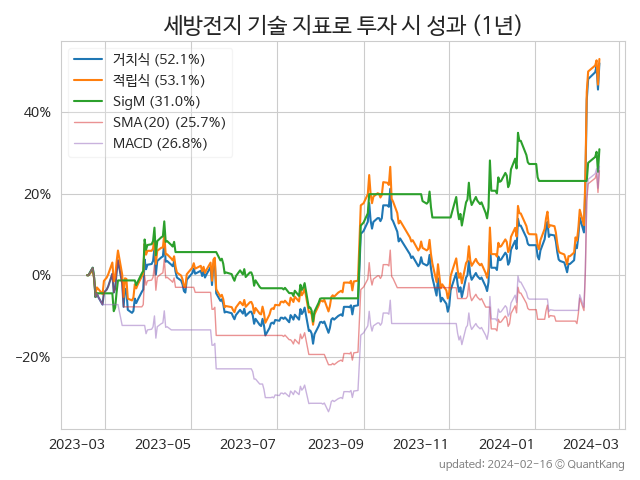 세방전지 기술 지표로 투자 시 성과 (1년)
거치식 (52.1%)
적립식 (53.1%)
SigM (31.0%)
SMA(20) (25.7%)
MACD (26.8%)
40%
20%
0%
−20%
2023-03 2023-05 2023-07 2023-09 2023-11 2024-01 2024-03
updated: 2024-02-16 © QuantKang